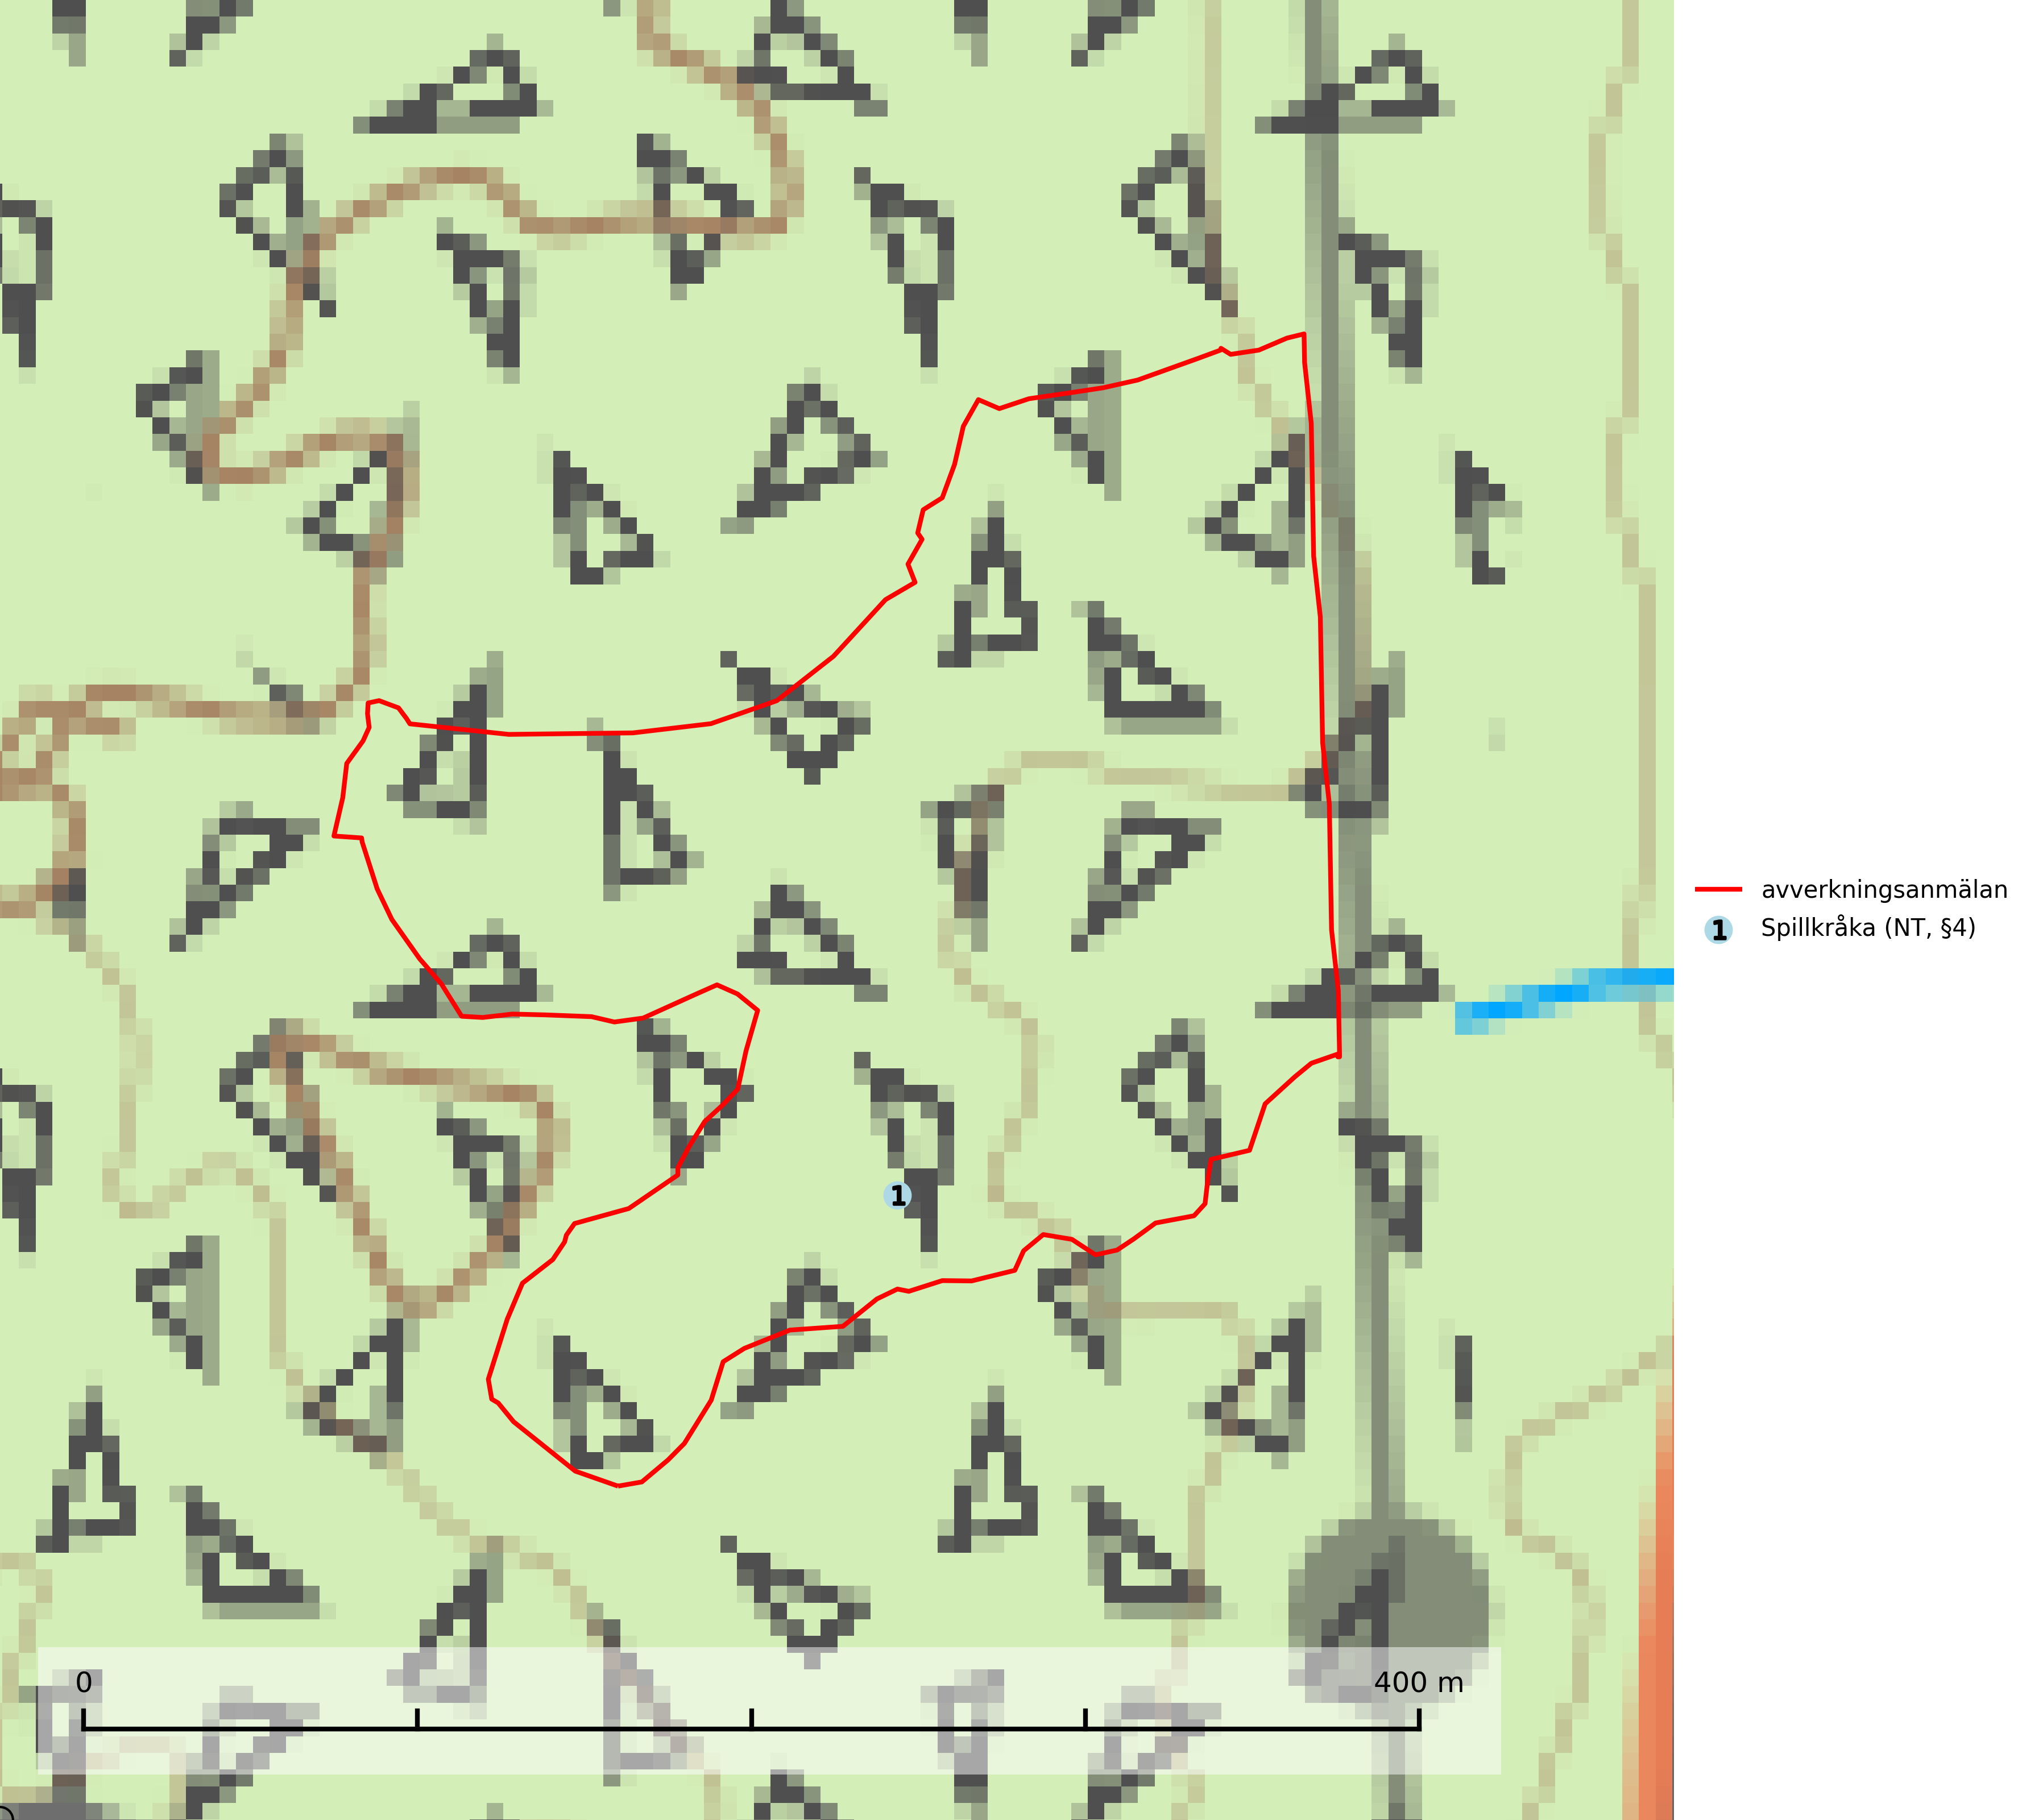 1
avverkningsanmälan
1 Spillkråka (NT, §4)
0 400 m